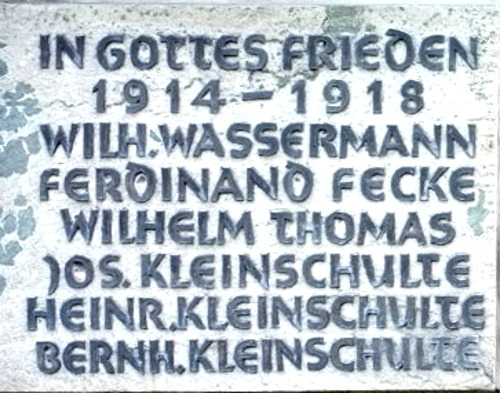 IN GOTTES FRIEDEN
1914-1918
WILH. WASSERMANN
FERDINAND FECKE
WILHELM THOMAS
JOS. KLEINSCHULTE
HEINR. KLEINSCHULTE
BERNH. KLEINSCHULTE